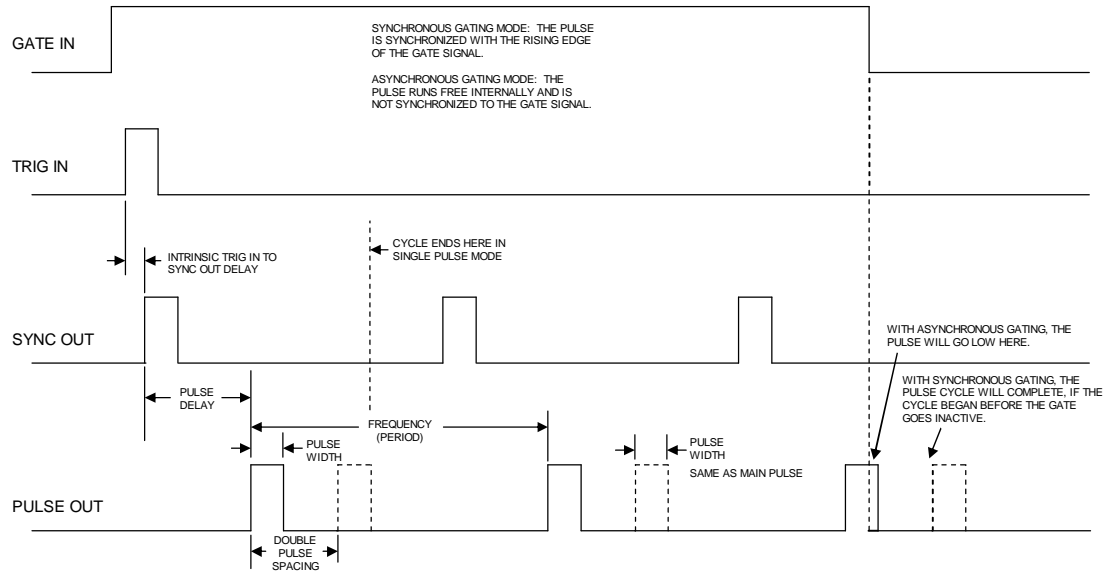 GATE IN
SYNCHRONOUS GATING MODE: THE PULSE
IS SYNCHRONIZED WITH THE RISING EDGE
OF THE GATE SIGNAL.
ASYNCHRONOUS GATING MODE: THE
PULSE RUNS FREE INTERNALLY AND IS
NOT SYNCHRONIZED TO THE GATE SIGNAL.
TRIG IN
INTRINSIC TRIG IN TO
SYNC OUT DELAY
CYCLE ENDS HERE IN
SINGLE PULSE MODE
SYNC OUT
WITH ASYNCHRONOUS GATING, THE
PULSE WILL GO LOW HERE.
PULSE
DELAY
WITH SYNCHRONOUS GATING, THE
PULSE CYCLE WILL COMPLETE, IF THE
CYCLE BEGAN BEFORE THE GATE
GOES INACTIVE.
FREQUENCY
(PERIOD)
PULSE
WIDTH
PULSE
WIDTH
SAME AS MAIN PULSE
PULSE OUT
DOUBLE
PULSE
SPACING